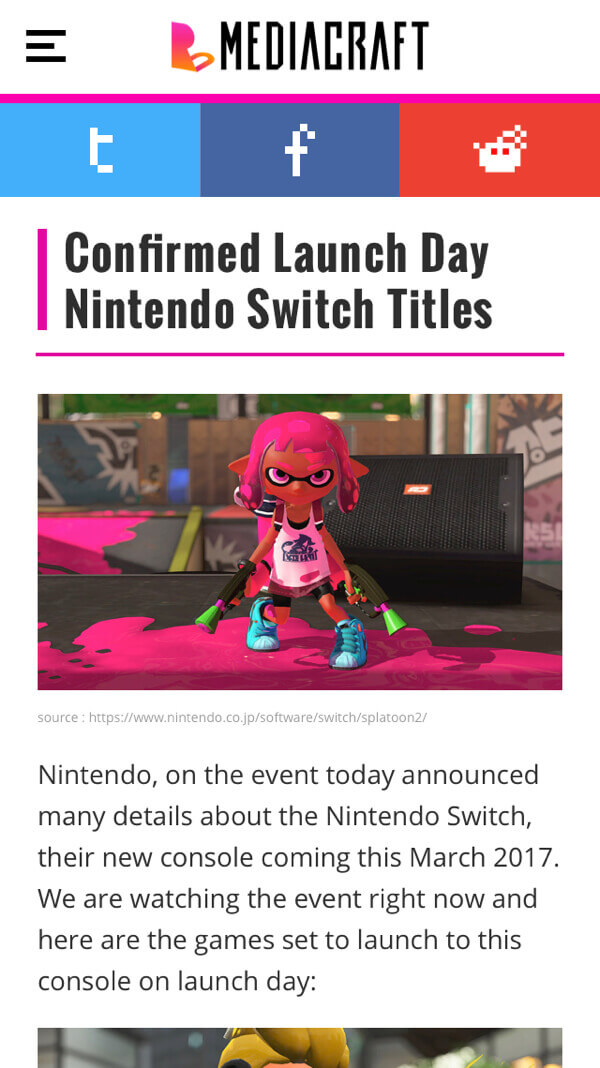 MEDIACRAFT
Confirmed Launch Day
Nintendo Switch Titles
source : https://www.nintendo.co.jp/software/switch/splatoon2/
Nintendo, on the event today announced
many details about the Nintendo Switch,
their new console coming this March 2017.
We are watching the event right now and
here are the games set to launch to this
console on launch day: